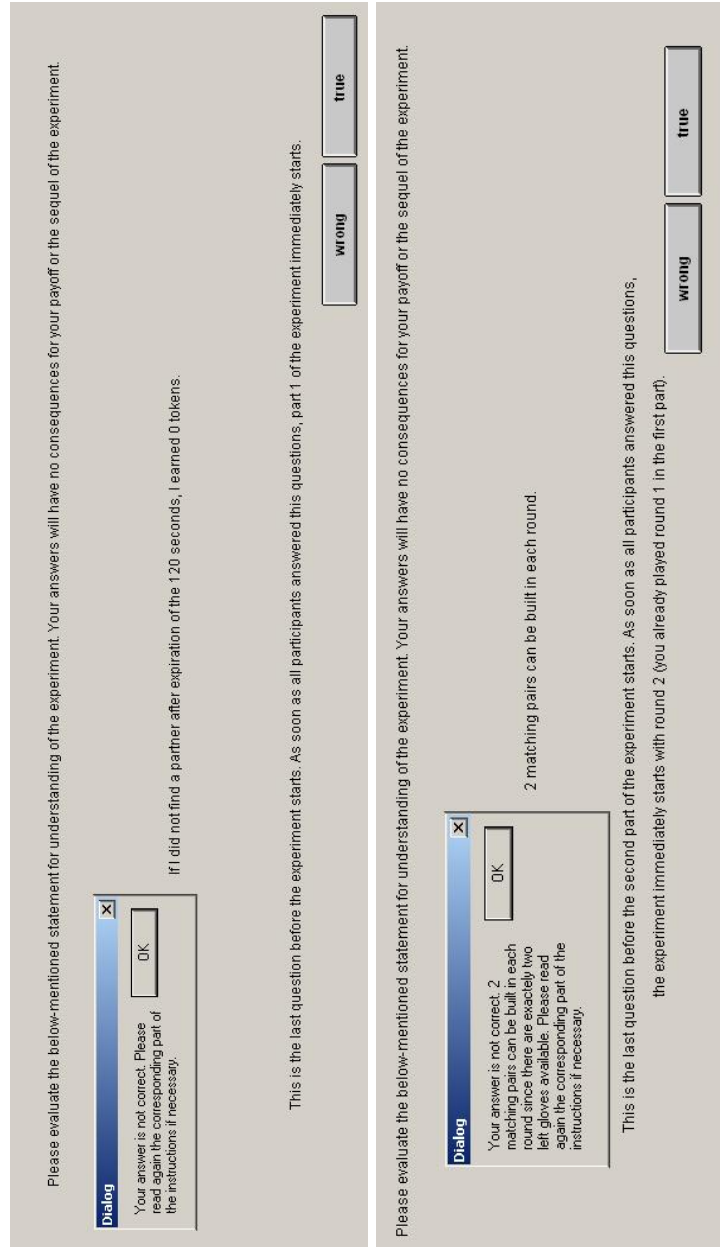 Please evaluate the below-mentioned statement for understanding of the experiment. Your answers will have no consequences for your payoff or the sequel of the experiment.
Dialog
Your answer is not correct. Please
read again the corresponding part of
the instructions if necessary.
OK
If I did not find a partner after expiration of the 120 seconds, I earned 0 tokens.
This is the last question before the experiment starts. As soon as all participants answered this questions, part 1 of the experiment immediately starts.
wrong
true
Please evaluate the below-mentioned statement for understanding of the experiment. Your answers will have no consequences for your payoff or the sequel of the experiment.
Dialog
Your answer is not correct. 2
matching pairs can be built in each
round since there are exactely two
left gloves available. Please read
again the corresponding part of the
instructions if necessary.
OK
2 matching pairs can be built in each round.
This is the last question before the second part of the experiment starts. As soon as all participants answered this questions,
the experiment immediately starts with round 2 (you already played round 1 in the first part).
wrong
true